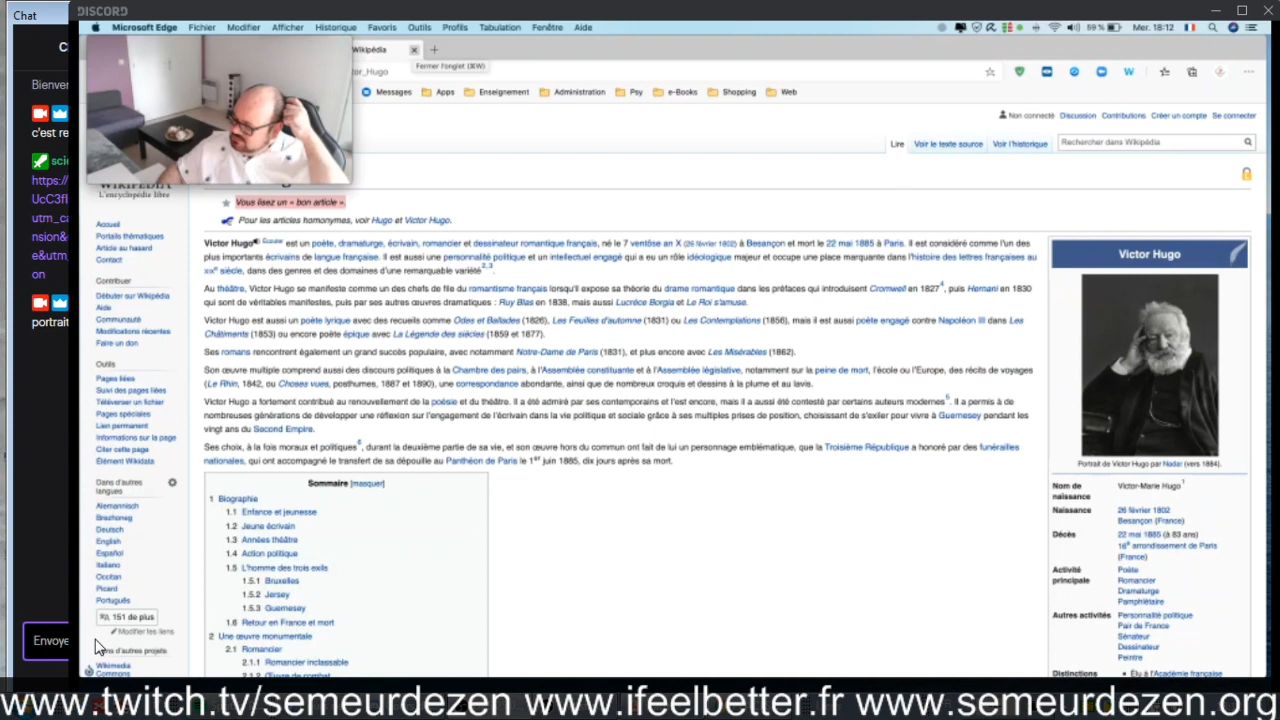 Chat
DISCORD
Microsoft Edge Fichier Modifier Afficher Historique Favoris Outils Profils Tabulation Fenêtre Aide
59 % Mer. 18:12
C
Wikipédia
Fermer l'onglet (⌘W)
or_Hugo
Bienven
Messages Apps Enseignement Administration Psy e-Books Shopping Web
Non connecté Discussion Contributions Créer un compte Se connecter
c'est re
Lire Voir le texte source Voir l'historique Rechercher dans Wikipédia
scie
https:/
utm_ca
nsion&
e&utm_
on
portrait
Envoye
WIKIPÉDIA
L'encyclopédie libre
Accueil
Portails thématiques
Article au hasard
Contact
Contribuer
Débuter sur Wikipédia
Aide
Communauté
Modifications récentes
Faire un don
Outils
Pages liées
Suivi des pages liées
Téléverser un fichier
Pages spéciales
Lien permanent
Informations sur la page
Citer cette page
Élément Wikidata
Dans d'autres
langues
Alemannisch
Brezhoneg
Deutsch
English
Español
Italiano
Occitan
Picard
Português
151 de plus
Modifier les liens
ns d'autres projets
Wikimedia
Commons
Vous lisez un « bon article ».
Pour les articles homonymes, voir Hugo et Victor Hugo.
Victor Hugo Écouter est un poète, dramaturge, écrivain, romancier et dessinateur romantique français, né le 7 ventôse an X (26 février 1802) à Besançon et mort le 22 mai 1885 à Paris. Il est considéré comme l'un des
plus importants écrivains de langue française. Il est aussi une personnalité politique et un intellectuel engagé qui a eu un rôle idéologique majeur et occupe une place marquante dans l'histoire des lettres françaises au
XIXe siècle, dans des genres et des domaines d'une remarquable variété2,3.
Au théâtre, Victor Hugo se manifeste comme un des chefs de file du romantisme français lorsqu'il expose sa théorie du drame romantique dans les préfaces qui introduisent Cromwell en 18274, puis Hernani en 1830
qui sont de véritables manifestes, puis par ses autres œuvres dramatiques : Ruy Blas en 1838, mais aussi Lucrèce Borgia et Le Roi s'amuse.
Victor Hugo est aussi un poète lyrique avec des recueils comme Odes et Ballades (1826), Les Feuilles d'automne (1831) ou Les Contemplations (1856), mais il est aussi poète engagé contre Napoléon III dans Les
Châtiments (1853) ou encore poète épique avec La Légende des siècles (1859 et 1877).
Ses romans rencontrent également un grand succès populaire, avec notamment Notre-Dame de Paris (1831), et plus encore avec Les Misérables (1862).
Son œuvre multiple comprend aussi des discours politiques à la Chambre des pairs, à l'Assemblée constituante et à l'Assemblée législative, notamment sur la peine de mort, l'école ou l'Europe, des récits de voyages
(Le Rhin, 1842, ou Choses vues, posthumes, 1887 et 1890), une correspondance abondante, ainsi que de nombreux croquis et dessins à la plume et au lavis.
Victor Hugo a fortement contribué au renouvellement de la poésie et du théâtre. Il a été admiré par ses contemporains et l'est encore, mais il a aussi été contesté par certains auteurs modernes5. Il a permis à de
nombreuses générations de développer une réflexion sur l'engagement de l'écrivain dans la vie politique et sociale grâce à ses multiples prises de position, choisissant de s'exiler pour vivre à Guernesey pendant les
vingt ans du Second Empire.
Ses choix, à la fois moraux et politiques6, durant la deuxième partie de sa vie, et son œuvre hors du commun ont fait de lui un personnage emblématique, que la Troisième République a honoré par des funérailles
nationales, qui ont accompagné le transfert de sa dépouille au Panthéon de Paris le 1er juin 1885, dix jours après sa mort.
Sommaire [masquer]
1 Biographie
1.1 Enfance et jeunesse
1.2 Jeune écrivain
1.3 Années théâtre
1.4 Action politique
1.5 L'homme des trois exils
1.5.1 Bruxelles
1.5.2 Jersey
1.5.3 Guernesey
1.6 Retour en France et mort
2 Une œuvre monumentale
2.1 Romancier
2.1.1 Romancier inclassable
2.1.2 Œuvre de combat
Victor Hugo
Portrait de Victor Hugo par Nadar (vers 1884).
Nom de naissance Victor-Marie Hugo1
Naissance 26 février 1802
Besançon (France)
Décès 22 mai 1885 (à 83 ans)
16e arrondissement de Paris
(France)
Activité principale Poète
Romancier
Dramaturge
Pamphlétaire
Autres activités Personnalité politique
Pair de France
Sénateur
Dessinateur
Peintre
Distinctions • Élu à l'Académie française
www.twitch.tv/semeurdezen www.ifeelbetter.fr www.semeurdezen.org